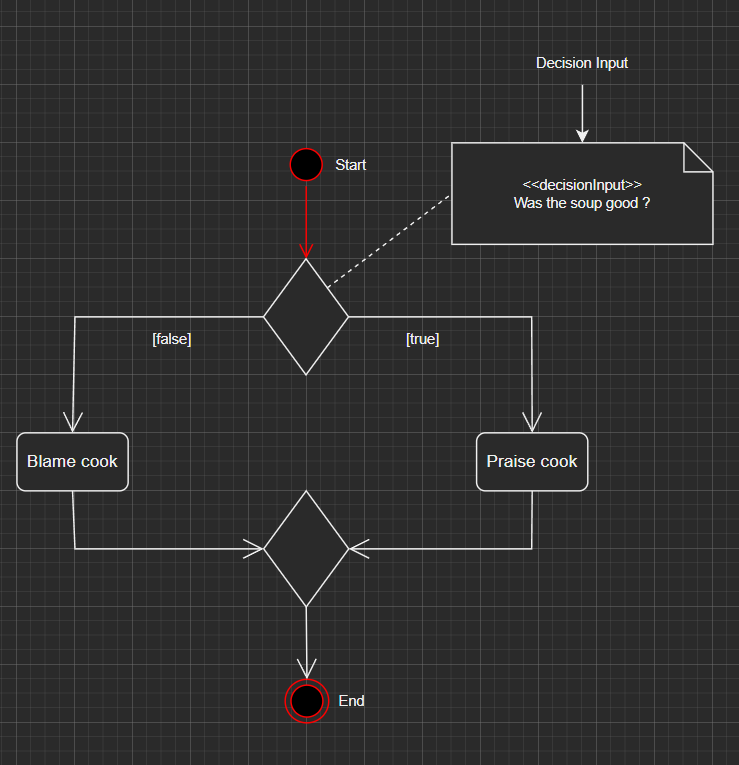 Decision Input
Start
<<decisionInput>>
Was the soup good ?
[false]
[true]
Blame cook
Praise cook
End